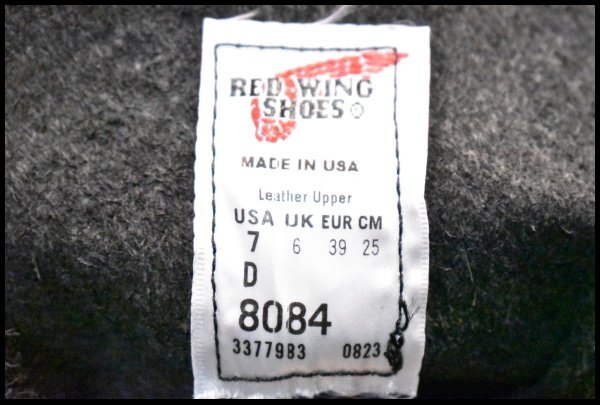 RED WING
SHOES®
MADE IN USA
Leather Upper
USA UK EUR CM
7 6 39 25
D
8084
3377983 0823